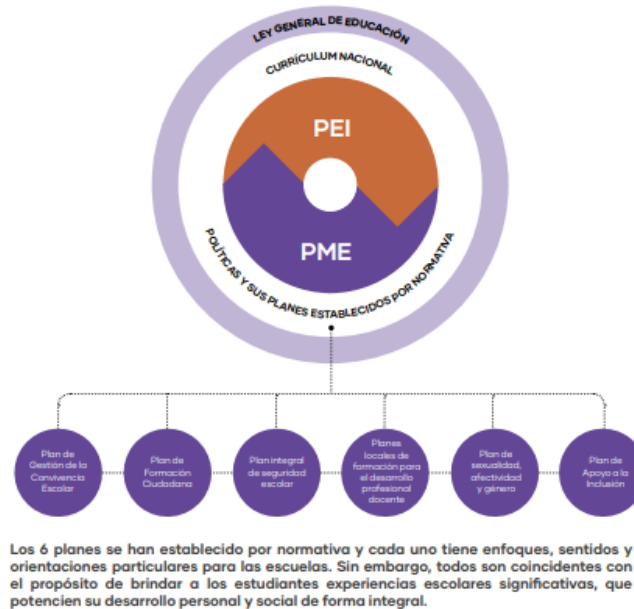 LEY GENERAL DE EDUCACIÓN
CURRÍCULUM NACIONAL
PEI
PME
POLÍTICAS Y SUS PLANES ESTABLECIDOS POR NORMATIVA
Plan de
Gestión de la
Convivencia
Escolar
Plan de
Formación
Ciudadana
Plan integral
de seguridad
escolar
Planes
locales de
formación para
el desarrollo
profesional
docente
Plan de
sexualidad,
afectividad
y género
Plan de
Apoyo a la
Inclusión
Los 6 planes se han establecido por normativa y cada uno tiene enfoques, sentidos y
orientaciones particulares para las escuelas. Sin embargo, todos son coincidentes con
el propósito de brindar a los estudiantes experiencias escolares significativas, que
potencien su desarrollo personal y social de forma integral.